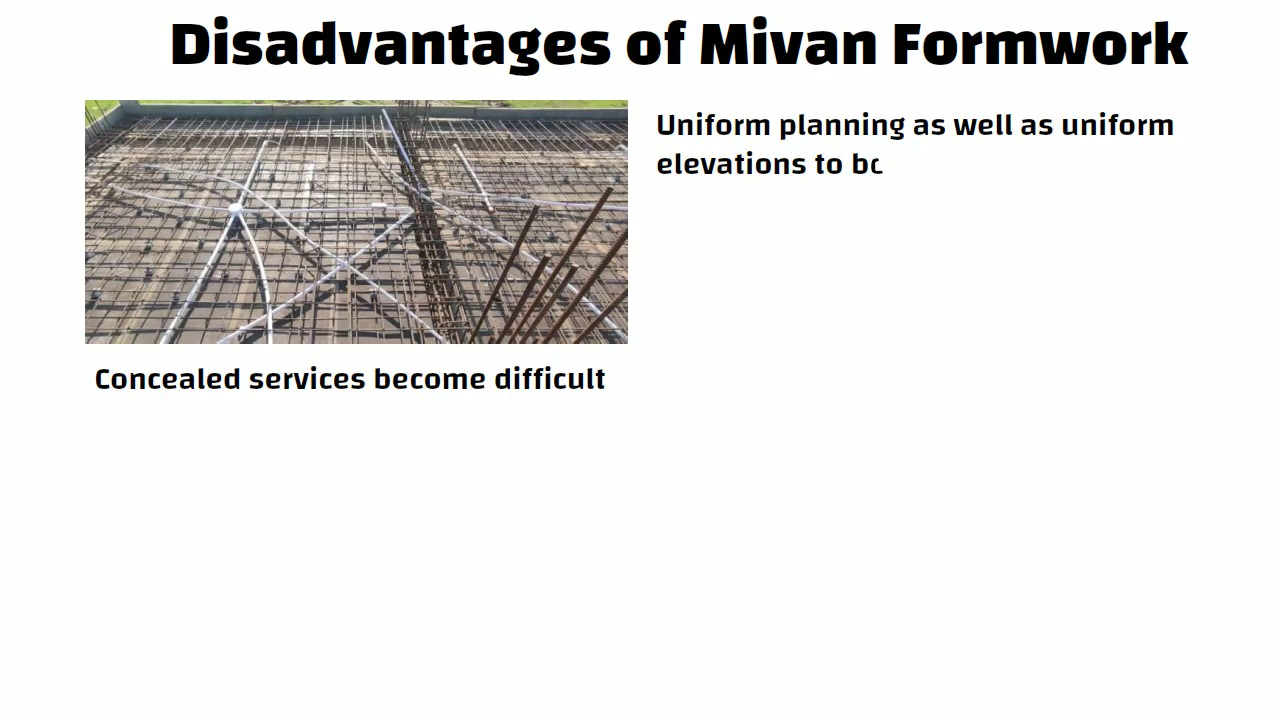 Disadvantages of Mivan Formwork
Uniform planning as well as uniform
elevations to
Concealed services become difficult